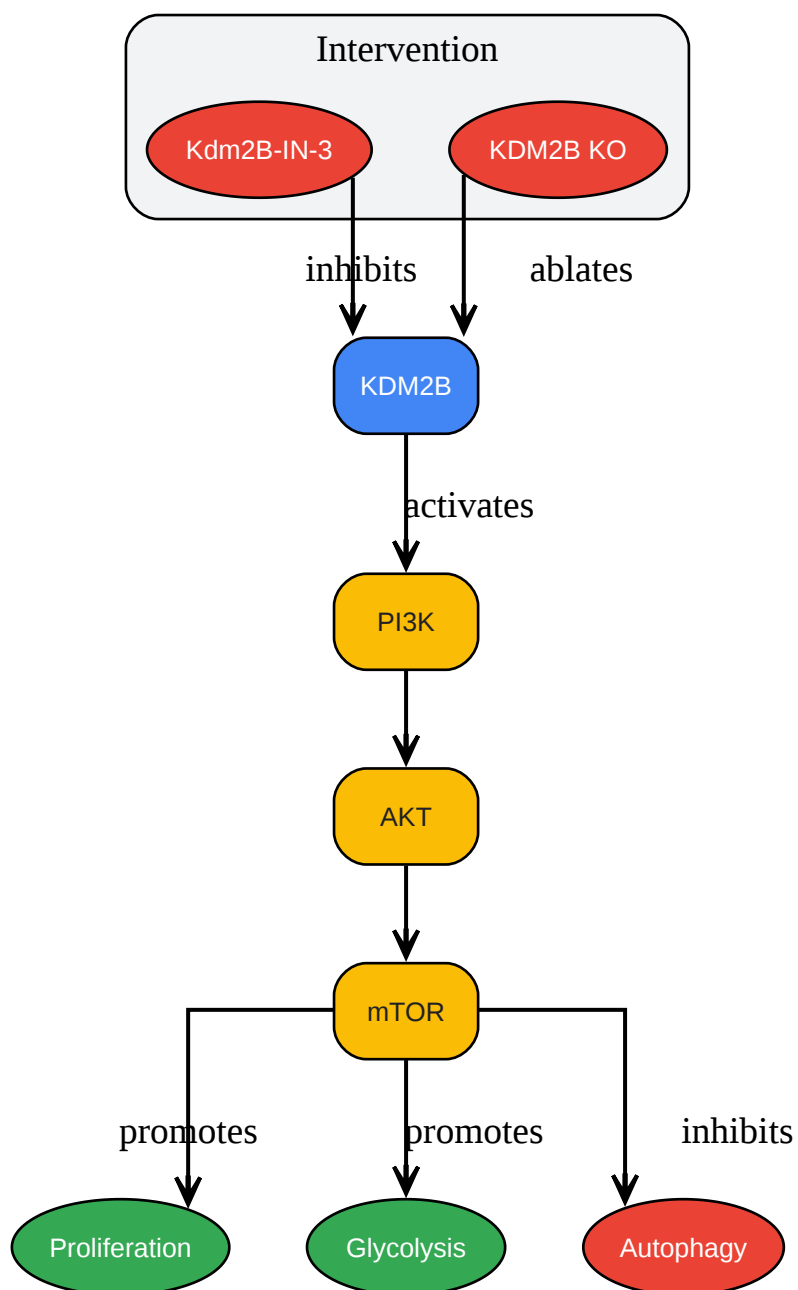 Intervention
Kdm2B-IN-3
KDM2B KO
inhibits
ablates
KDM2B
activates
PI3K
AKT
mTOR
promotes
promotes
inhibits
Proliferation
Glycolysis
Autophagy